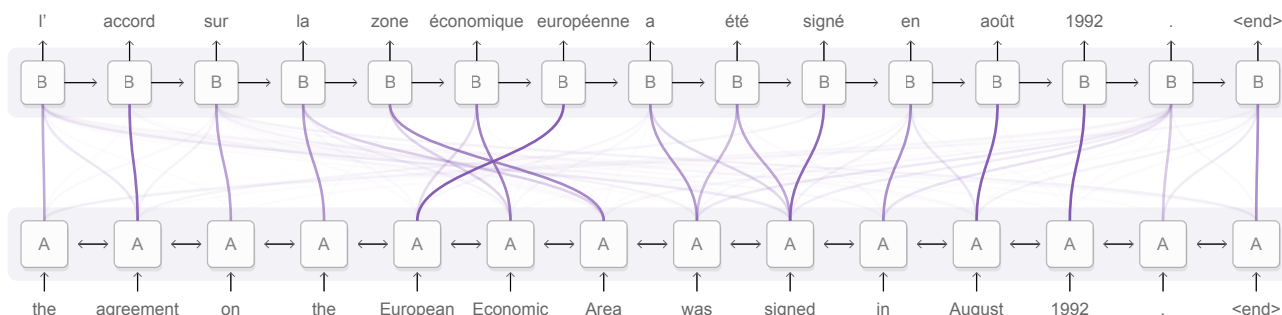 l' accord sur la zone économique européenne a été signé en août 1992 . <end>
B B B B B B B B B B B B B B
A A A A A A A A A A A A A A
the agreement on the European Economic Area was signed in August 1992 . <end>